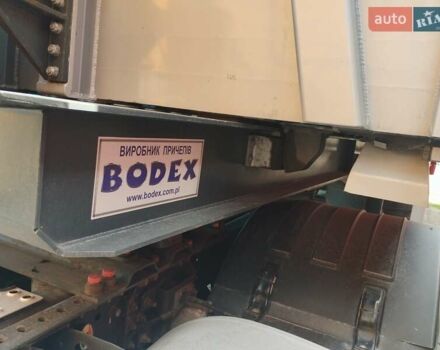 auto RIA
ВИРОБНИК ПРИЧЕПІВ
BODEX
www.bodex.com.pl